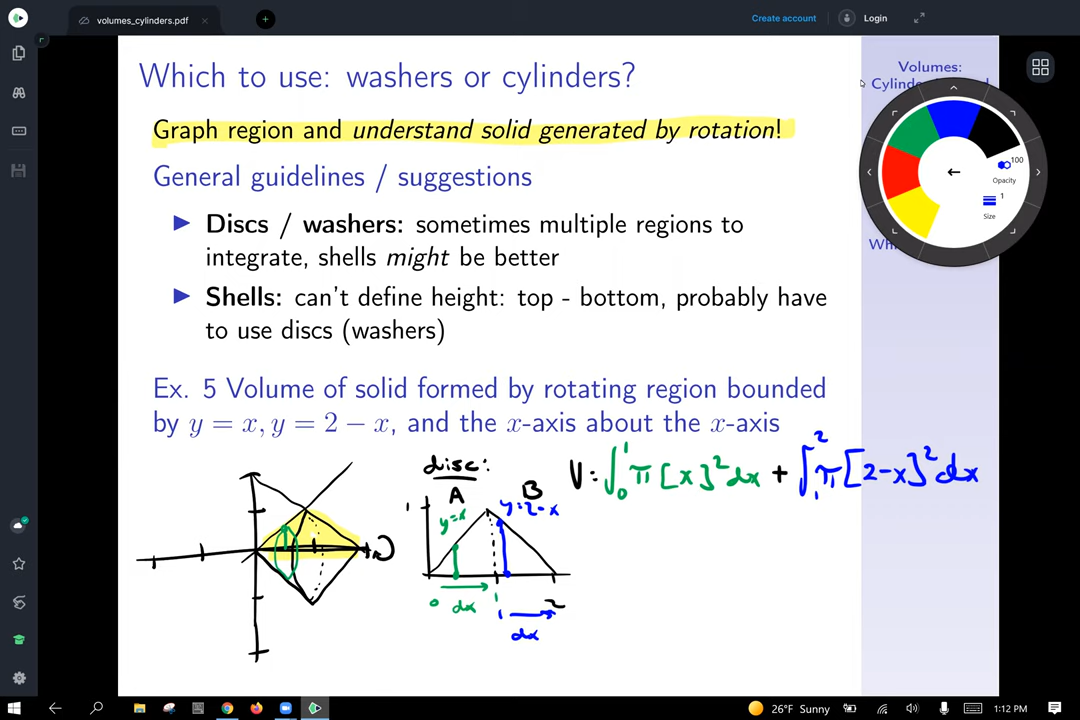 volumes_cylinders.pdf
Create account
Login
Which to use: washers or cylinders?
Graph region and understand solid generated by rotation!
General guidelines / suggestions
▶ Discs / washers: sometimes multiple regions to
integrate, shells might be better
▶ Shells: can't define height: top - bottom, probably have
to use discs (washers)
Ex. 5 Volume of solid formed by rotating region bounded
by y = x, y = 2 − x, and the x-axis about the x-axis
disc:
A
B
y=x
y=2-x
1
0
dx
1
1
2
dx
V = ∫₀¹ π[x]² dx + ∫₁² π[2-x]² dx
Volumes:
100
Opacity
1
Size
26°F Sunny
1:12 PM